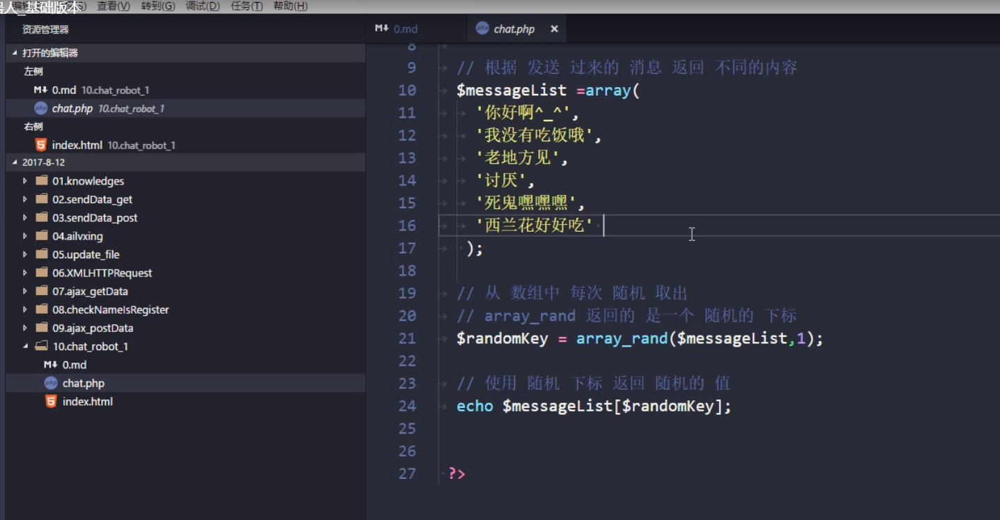 器人_基础版本
查看(V) 转到(G) 调试(D) 任务(T) 帮助(H)
资源管理器
打开的编辑器
左侧
M↓ 0.md 10.chat_robot_1
php chat.php 10.chat_robot_1
右侧
5 index.html 10.chat_robot_1
2017-8-12
01.knowledges
02.sendData_get
03.sendData_post
04.ailvxing
05.update_file
06.XMLHTTPRequest
07.ajax_getData
08.checkNameIsRegister
09.ajax_postData
10.chat_robot_1
M↓ 0.md
php chat.php
5 index.html
M↓ 0.md php chat.php ×
8
9 // 根据 发送 过来的 消息 返回 不同的内容
10 $messageList =array(
11 '你好啊^_^',
12 '我没有吃饭哦',
13 '老地方见',
14 '讨厌',
15 '死鬼嘿嘿嘿',
16 '西兰花好好吃'
17 );
18
19 // 从 数组中 每次 随机 取出
20 // array_rand 返回的 是一个 随机的 下标
21 $randomKey = array_rand($messageList,1);
22
23 // 使用 随机 下标 返回 随机的 值
24 echo $messageList[$randomKey];
25
26
27 ?>